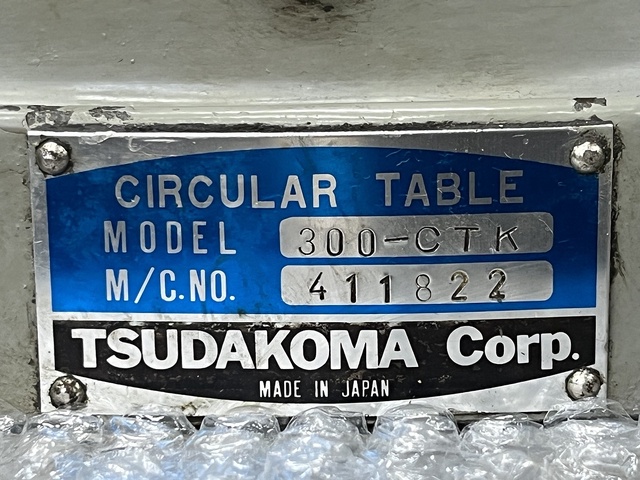 CIRCULAR TABLE
MODEL 300-CTK
M/C.NO. 411822
TSUDAKOMA Corp.
MADE IN JAPAN